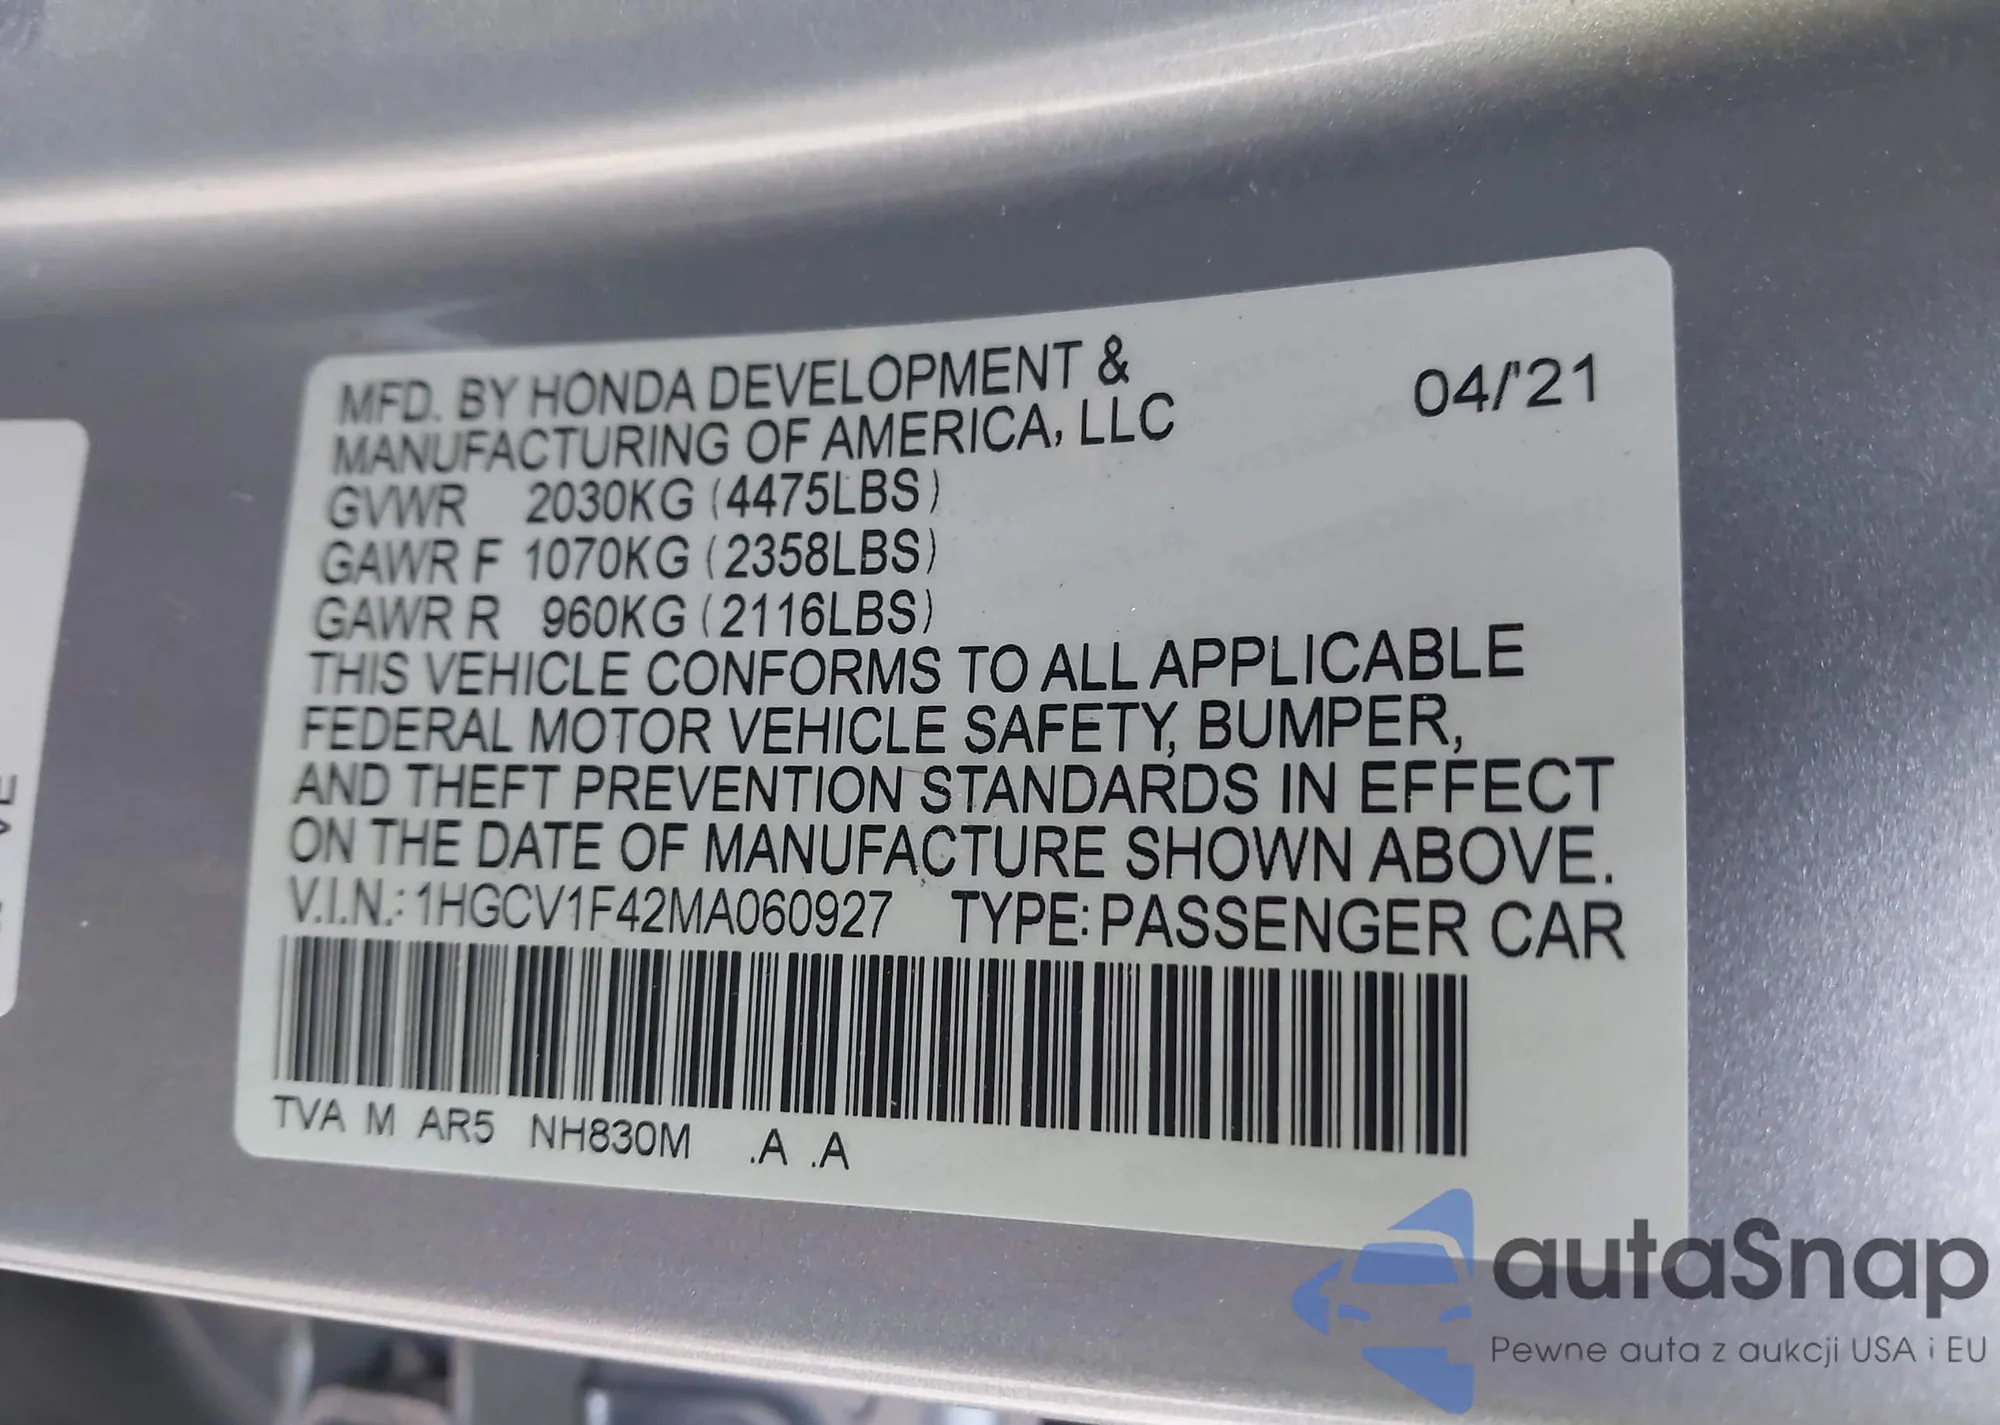 MFD. BY HONDA DEVELOPMENT &
MANUFACTURING OF AMERICA, LLC
04/'21
GVWR 2030KG (4475LBS)
GAWR F 1070KG (2358LBS)
GAWR R 960KG (2116LBS)
THIS VEHICLE CONFORMS TO ALL APPLICABLE
FEDERAL MOTOR VEHICLE SAFETY, BUMPER,
AND THEFT PREVENTION STANDARDS IN EFFECT
ON THE DATE OF MANUFACTURE SHOWN ABOVE.
V.I.N.: 1HGCV1F42MA060927 TYPE: PASSENGER CAR
TVA M AR5 NH830M .A .A
autaSnap
Pewne auta z aukcji USA i EU